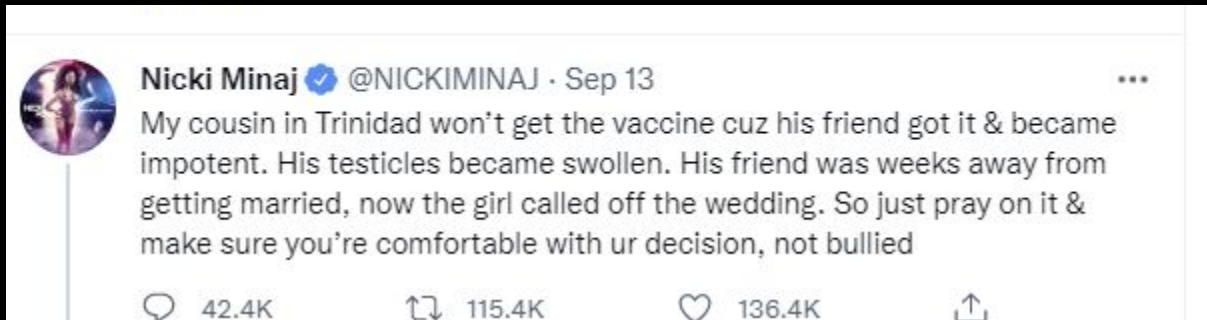 Nicki Minaj @NICKIMINAJ · Sep 13
My cousin in Trinidad won't get the vaccine cuz his friend got it & became
impotent. His testicles became swollen. His friend was weeks away from
getting married, now the girl called off the wedding. So just pray on it &
make sure you're comfortable with ur decision, not bullied
42.4K 115.4K 136.4K